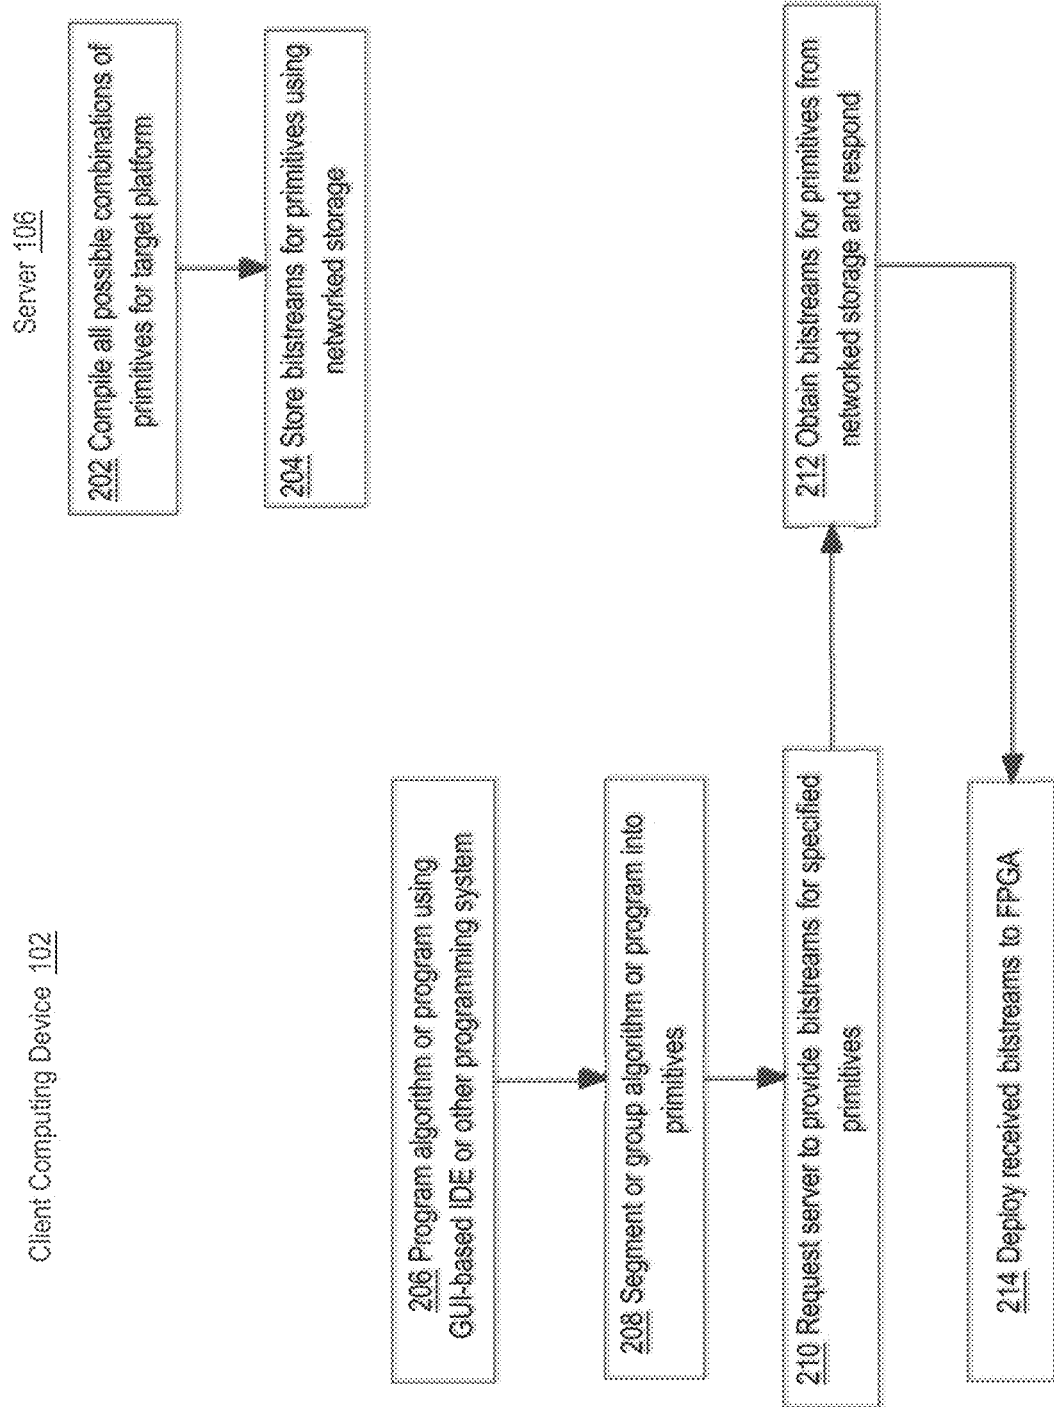 Client Computing Device 102
Server 106
202 Compile all possible combinations of
primitives for target platform
204 Store bitstreams for primitives using
networked storage
206 Program algorithm or program using
GUI-based IDE or other programming system
208 Segment or group algorithm or program into
primitives
210 Request server to provide bitstreams for specified
primitives
212 Obtain bitstreams for primitives from
networked storage and respond
214 Deploy received bitstreams to FPGA